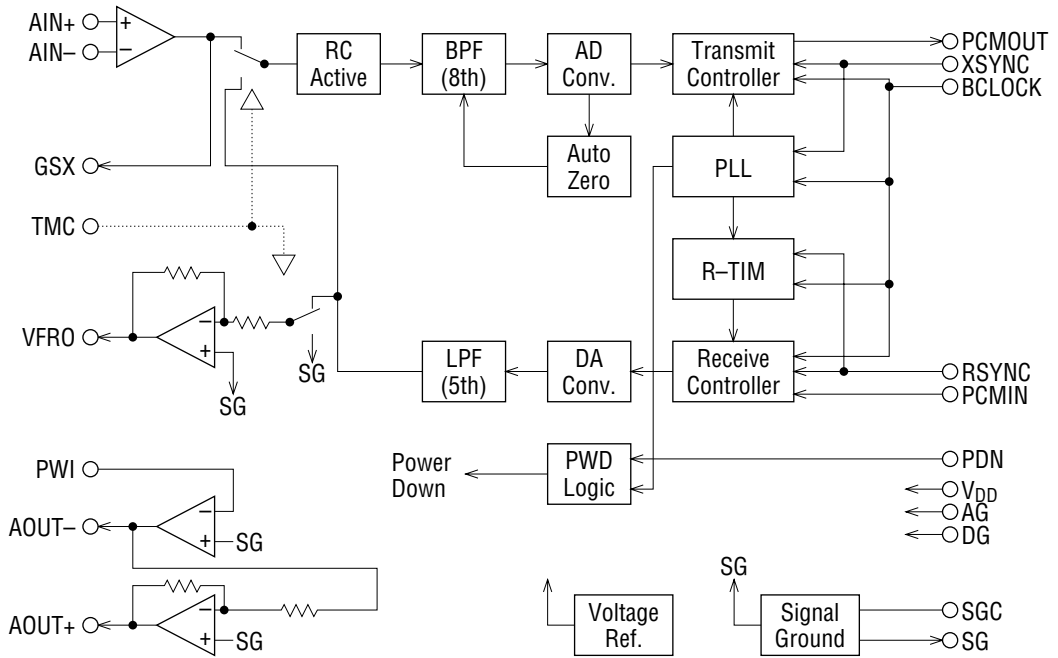 AIN+
AIN–
GSX
TMC
VFRO
PWI
AOUT–
AOUT+
RC
Active
BPF
(8th)
AD
Conv.
Auto
Zero
Transmit
Controller
PLL
R–TIM
Receive
Controller
DA
Conv.
LPF
(5th)
PWD
Logic
Power
Down
Voltage
Ref.
Signal
Ground
PCMOUT
XSYNC
BCLOCK
RSYNC
PCMIN
PDN
VDD
AG
DG
SGC
SG
SG
SG
SG
SG
SG
+
–
–
+
–
+
–
+